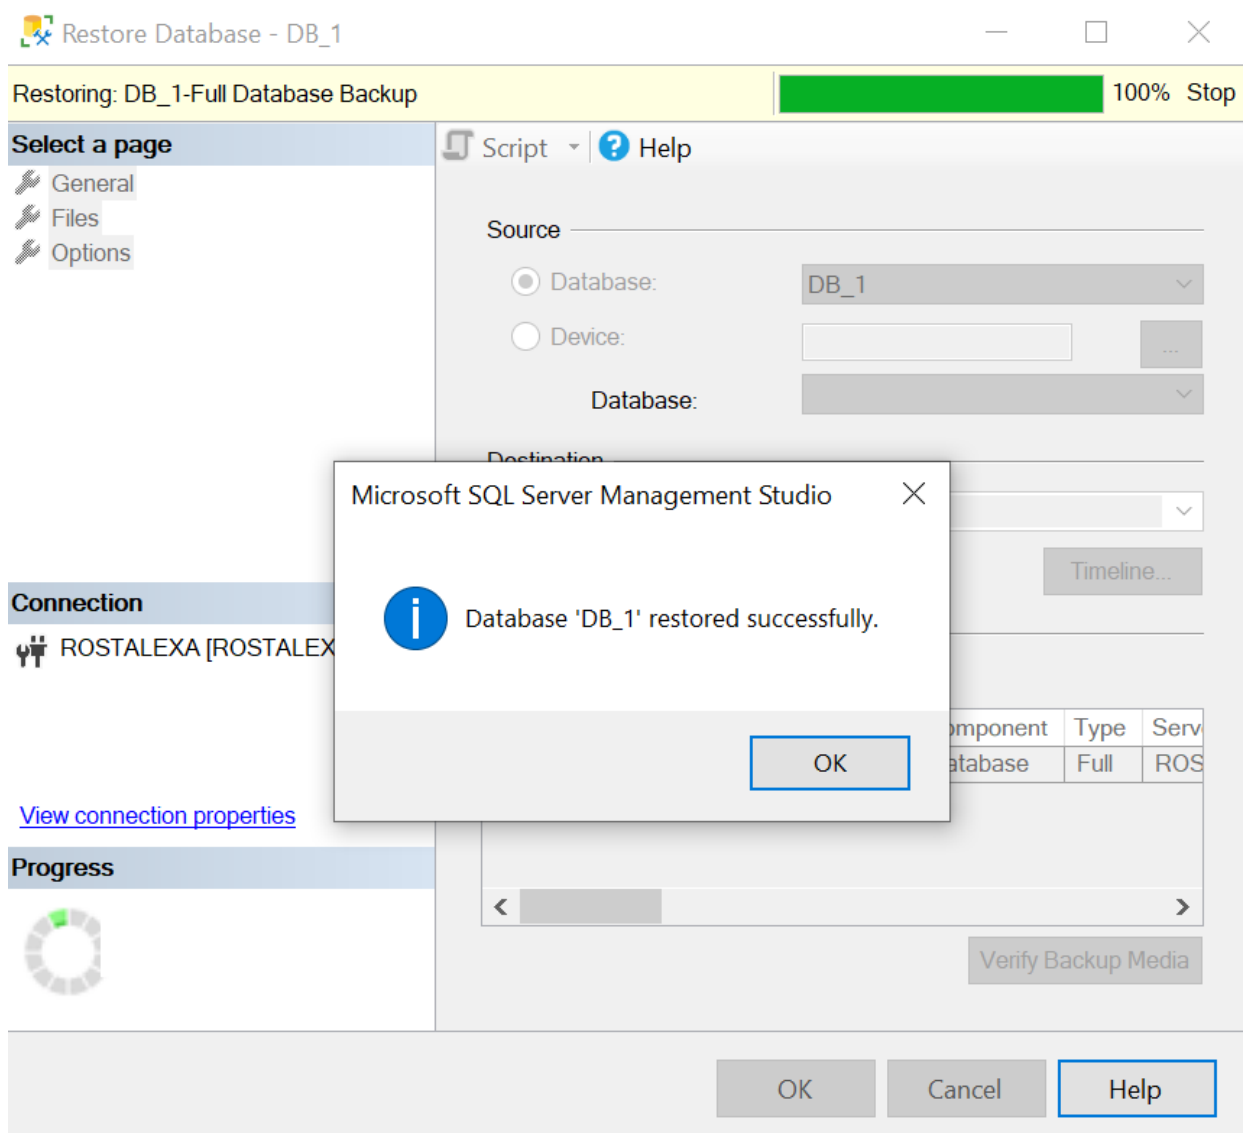 Restore Database - DB_1
Restoring: DB_1-Full Database Backup 100% Stop
Select a page
General
Files
Options
Script Help
Source
Database: DB_1
Device: ...
Database:
Destination
Timeline...
Microsoft SQL Server Management Studio
Database 'DB_1' restored successfully.
OK
Connection
ROSTALEXA [ROSTALEX
View connection properties
Progress
omponent Type Serv
atabase Full ROS
Verify Backup Media
OK Cancel Help